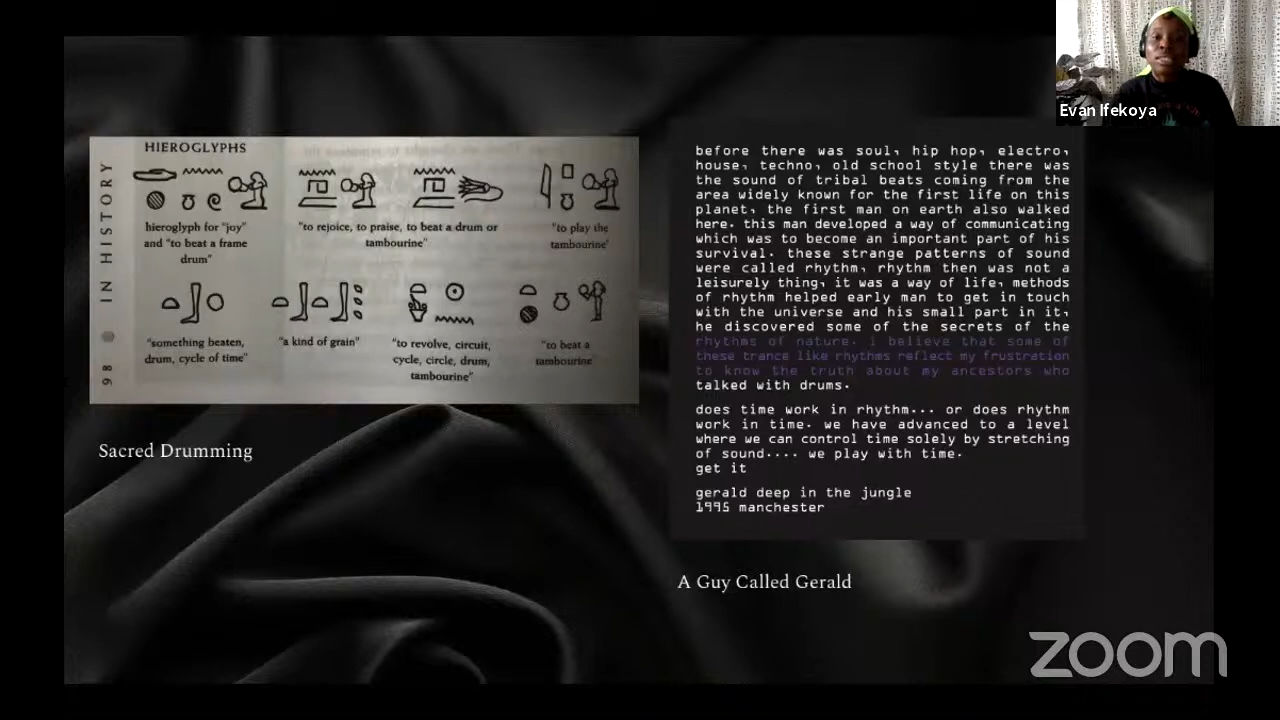 Evan Ifekoya
98 IN HISTORY
HIEROGLYPHS
hieroglyph for "joy"
and "to beat a frame
drum"
"to rejoice, to praise, to beat a drum or
tambourine"
"to play the
tambourine"
"something beaten,
drum, cycle of time"
"a kind of grain"
"to revolve, circuit,
cycle, circle, drum,
tambourine"
"to beat a
tambourine"
Sacred Drumming
before there was soul, hip hop, electro,
house, techno, old school style there was
the sound of tribal beats coming from the
area widely known for the first life on this
planet, the first man on earth also walked
here. this man developed a way of communicating
which was to become an important part of his
survival. these strange patterns of sound
were called rhythm, rhythm then was not a
leisurely thing, it was a way of life, methods
of rhythm helped early man to get in touch
with the universe and his small part in it,
he discovered some of the secrets of the
rhythms of nature. i believe that some of
these trance like rhythms reflect my frustration
to know the truth about my ancestors who
talked with drums.
does time work in rhythm... or does rhythm
work in time. we have advanced to a level
where we can control time solely by stretching
of sound.... we play with time.
get it
gerald deep in the jungle
1995 manchester
A Guy Called Gerald
zoom